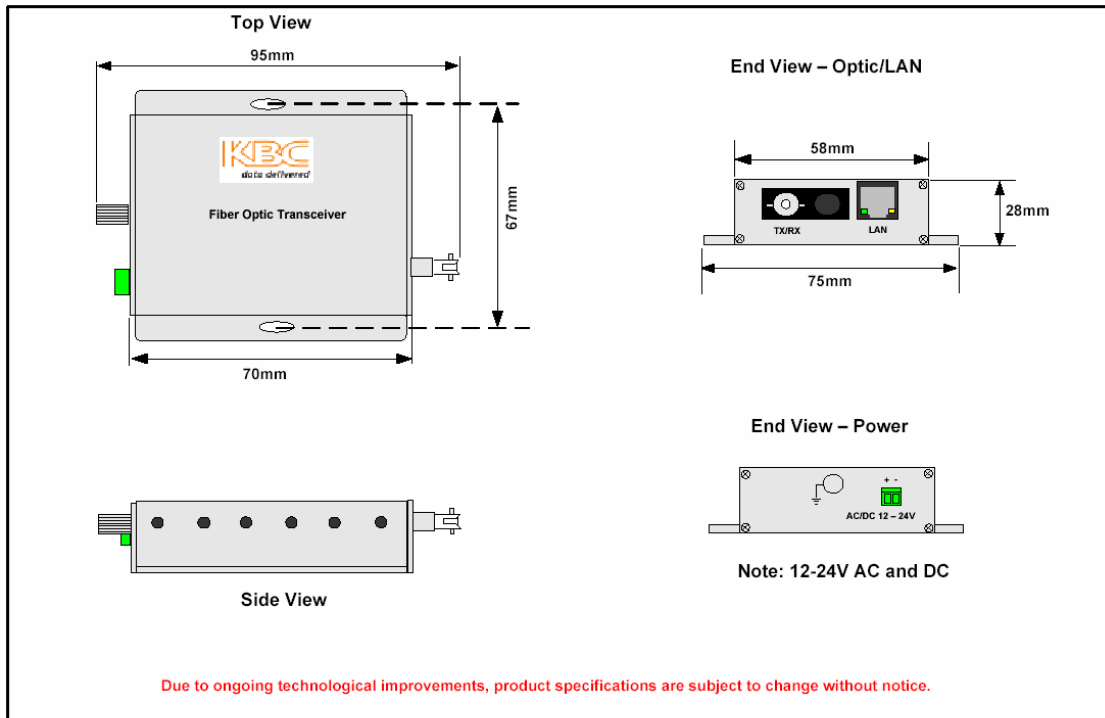 Top View
95mm
KBC
data delivered
Fiber Optic Transceiver
67mm
70mm
End View – Optic/LAN
58mm
28mm
TX/RX
LAN
75mm
Side View
End View – Power
+ -
AC/DC 12 – 24V
Note: 12-24V AC and DC
Due to ongoing technological improvements, product specifications are subject to change without notice.